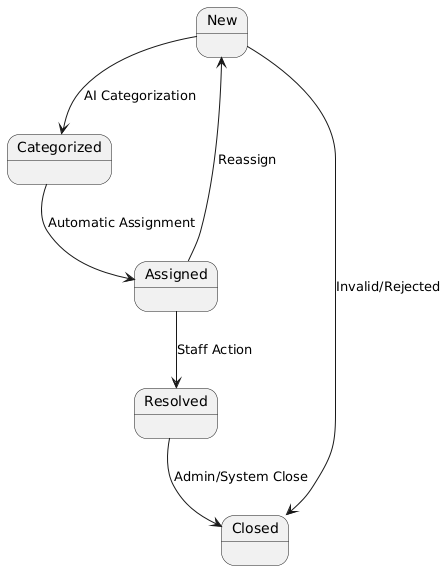 New
AI Categorization
Categorized
Reassign
Automatic Assignment
Assigned
Invalid/Rejected
Staff Action
Resolved
Admin/System Close
Closed